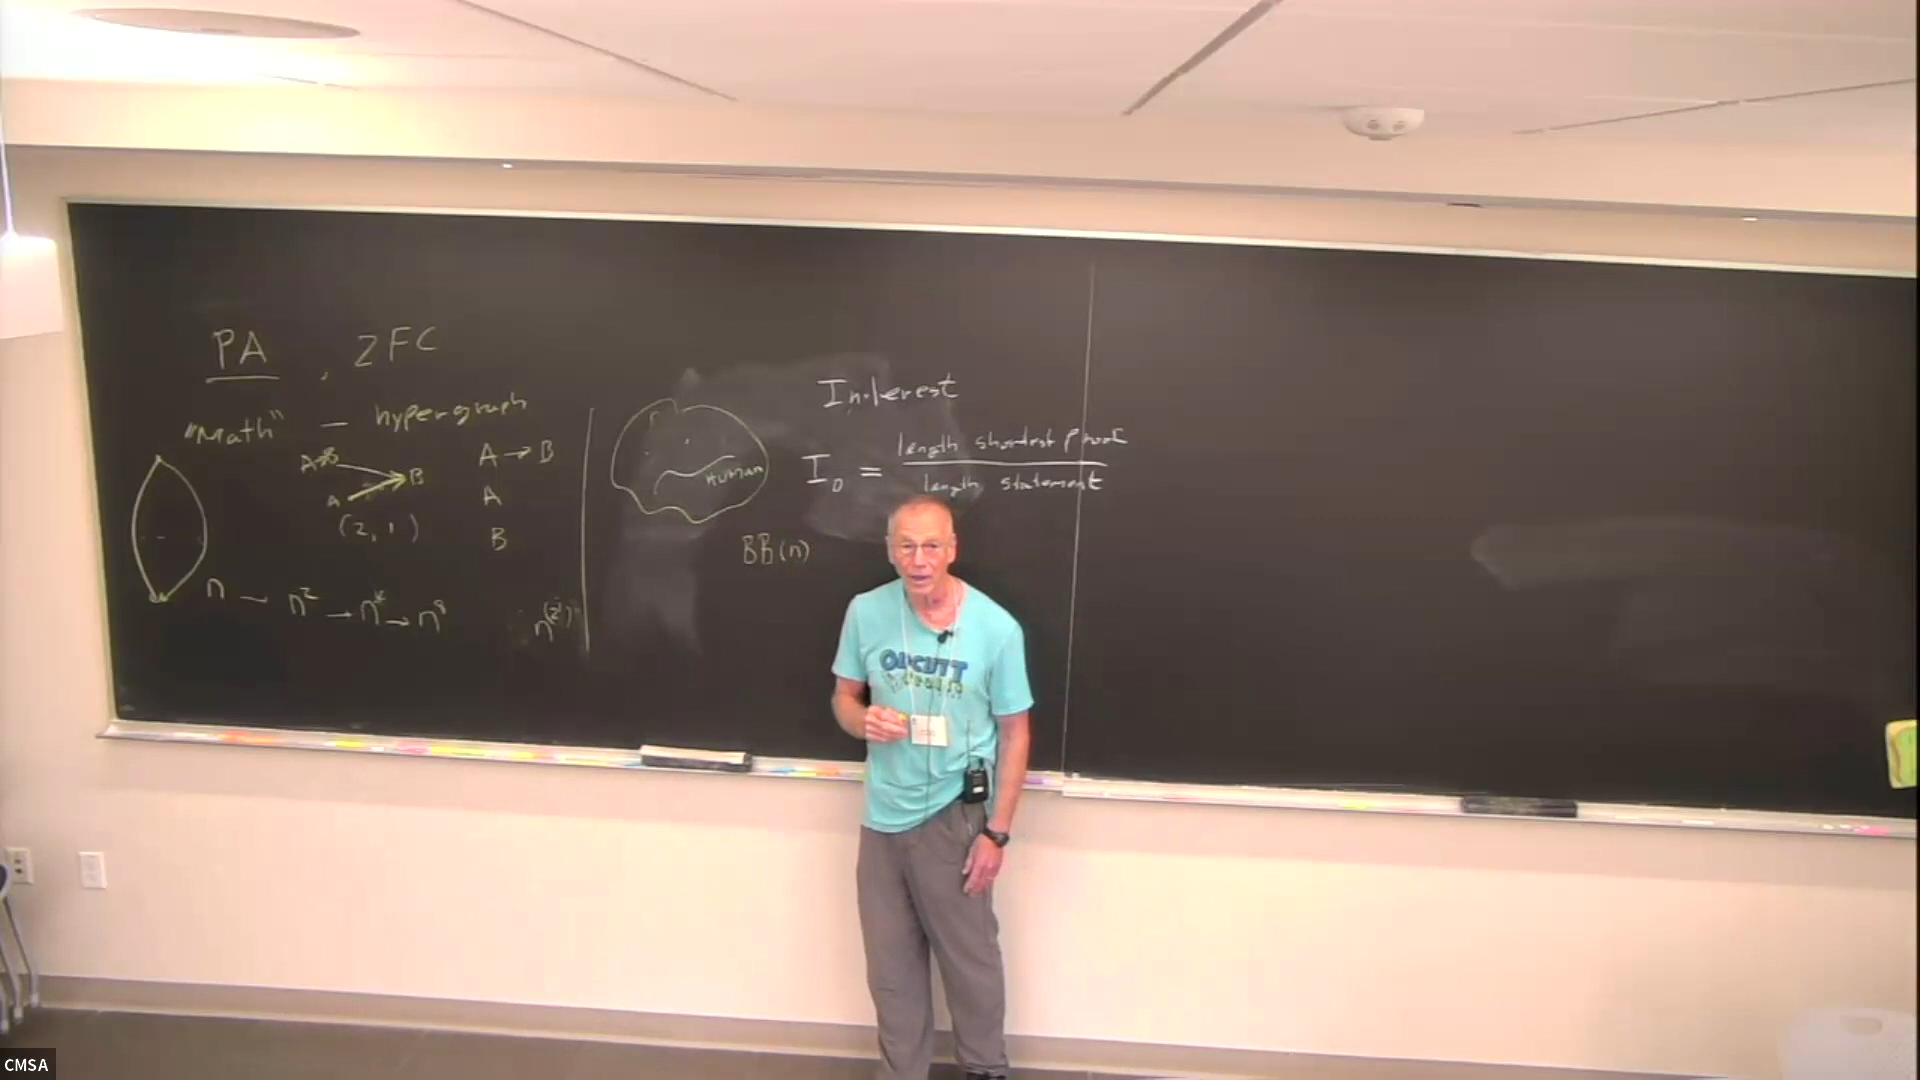 PA , ZFC
"Math" — hypergraph
A→B
B
A
(2, 1)
A → B
A
B
n → n² → n⁴ → n⁸
Human
BB(n)
Interest
I₀ = length shortest proof
length statement
CMSA